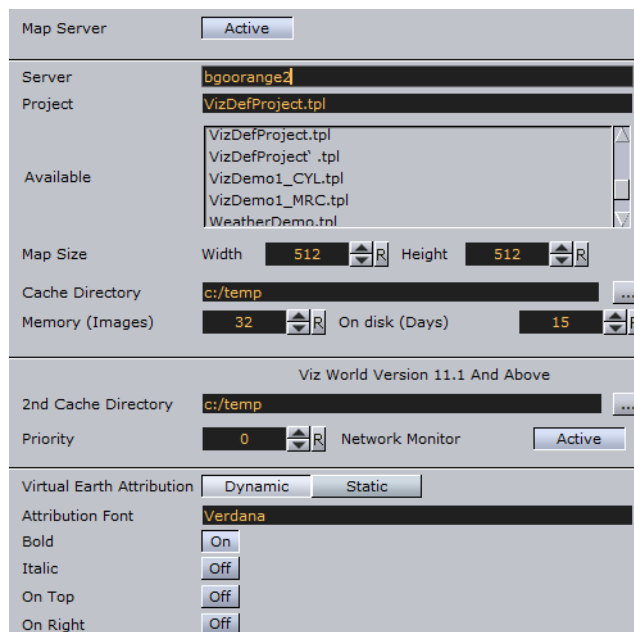 Map Server Active
Server bgoorange2
Project VizDefProject.tpl
VizDefProject.tpl
VizDefProject` .tpl
Available
VizDemo1_CYL.tpl
VizDemo1_MRC.tpl
WeatherDemo.tpl
Map Size Width 512 R Height 512 R
Cache Directory c:/temp ...
Memory (Images) 32 R On disk (Days) 15 R
Viz World Version 11.1 And Above
2nd Cache Directory c:/temp ...
Priority 0 R Network Monitor Active
Virtual Earth Attribution Dynamic Static
Attribution Font Verdana
Bold On
Italic Off
On Top Off
On Right Off